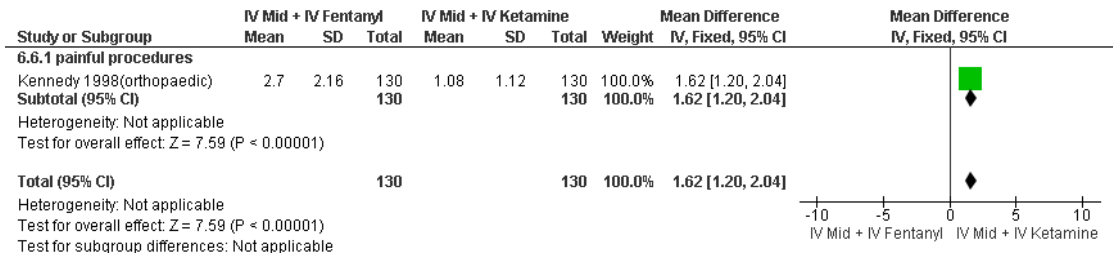 IV Mid + IV Fentanyl IV Mid + IV Ketamine Mean Difference Mean Difference
Study or Subgroup Mean SD Total Mean SD Total Weight IV, Fixed, 95% CI IV, Fixed, 95% CI
6.6.1 painful procedures
Kennedy 1998(orthopaedic) 2.7 2.16 130 1.08 1.12 130 100.0% 1.62 [1.20, 2.04]
Subtotal (95% CI) 130 130 100.0% 1.62 [1.20, 2.04]
Heterogeneity: Not applicable
Test for overall effect: Z = 7.59 (P < 0.00001)
Total (95% CI) 130 130 100.0% 1.62 [1.20, 2.04]
Heterogeneity: Not applicable
Test for overall effect: Z = 7.59 (P < 0.00001)
Test for subgroup differences: Not applicable
-10 -5 0 5 10
IV Mid + IV Fentanyl IV Mid + IV Ketamine